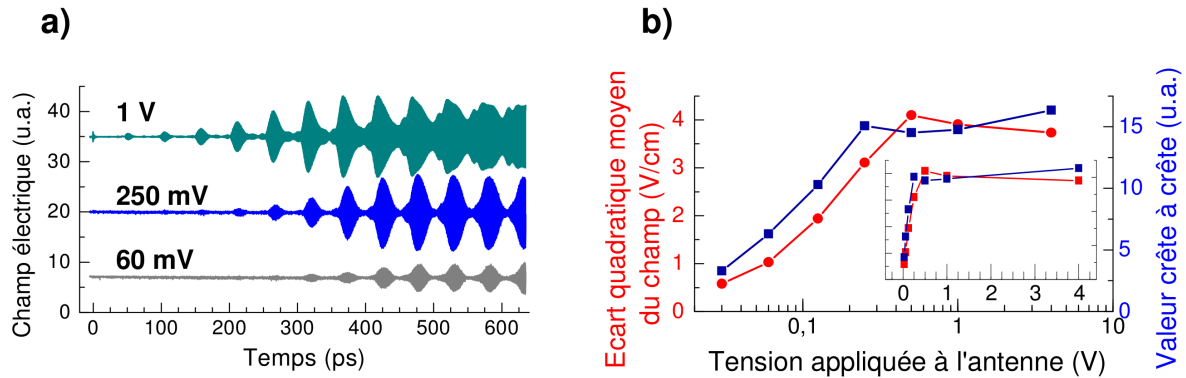 a)
Champ électrique (u.a.)
40
30
20
10
0
1 V
250 mV
60 mV
0 100 200 300 400 500 600
Temps (ps)
b)
Ecart quadratique moyen
du champ (V/cm)
4
3
2
1
0
15
10
5
0
Valeur crête à crête (u.a.)
0 1 2 3 4
0,1 1 10
Tension appliquée à l'antenne (V)